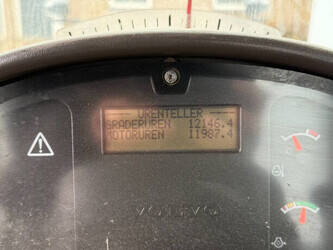 URENTELLER
GRADERUREN 12146.4
MOTORUREN 11987.4
VOLVO